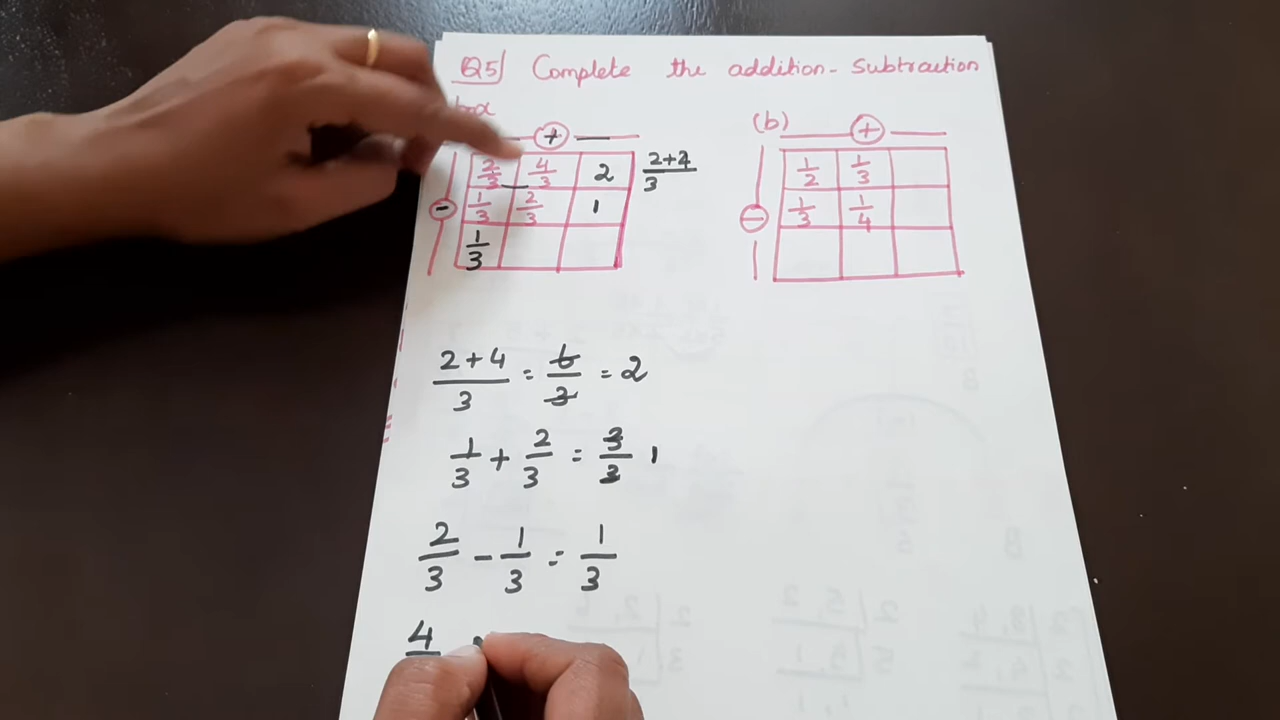 Q5 Complete the addition - Subtraction
box
+
2/3 4/3 2 2+4/3
- 1/3 2/3 1
1/3
(b) +
1/2 1/3
- 1/3 1/4
2+4/3 = 6/3 = 2
1/3 + 2/3 = 3/3 1
2/3 - 1/3 = 1/3
4